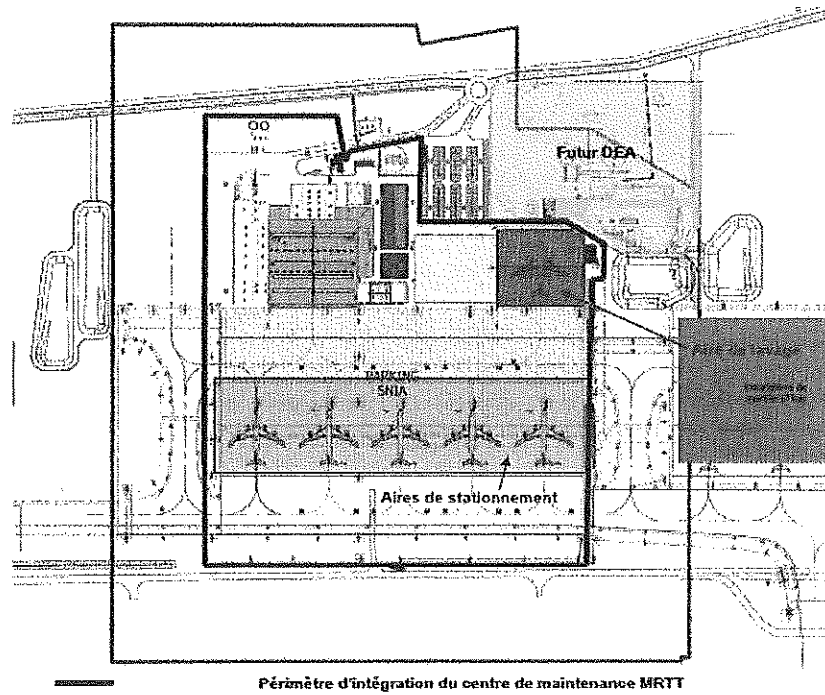 Futur DEA
Aire de lavage
PARKING
SNIA
Aires de stationnement
Périmètre d'intégration du centre de maintenance MRTT